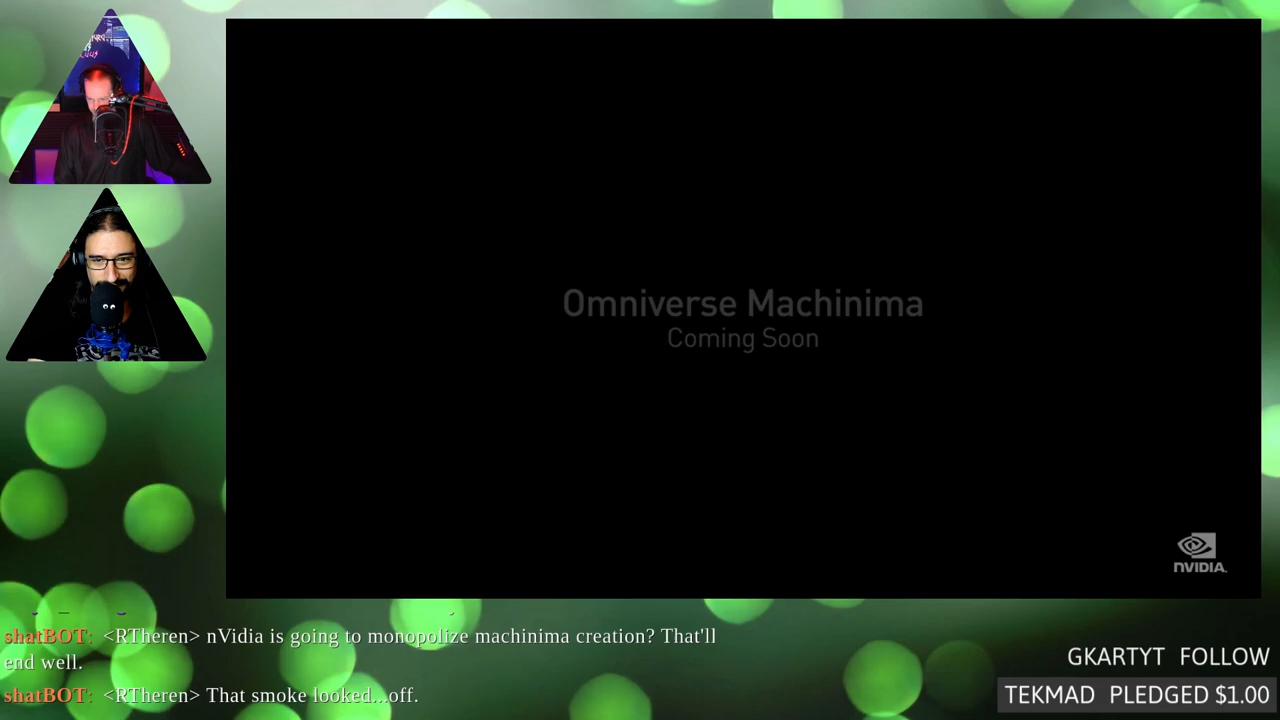 Omniverse Machinima
Coming Soon
NVIDIA.
shatBOT: <RTheren> nVidia is going to monopolize machinima creation? That'll
end well.
shatBOT: <RTheren> That smoke looked...off.
GKARTYT FOLLOW
TEKMAD PLEDGED $1.00